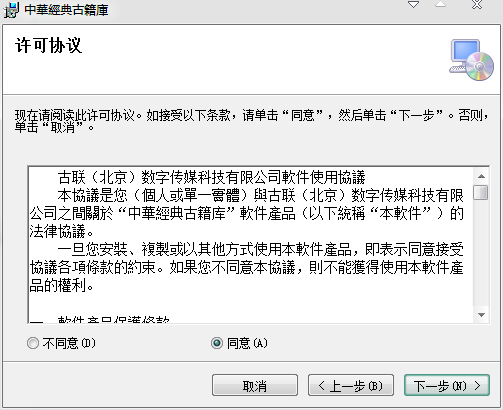 中華經典古籍庫
许可协议
现在请阅读此许可协议。如接受以下条款，请单击“同意”，然后单击“下一步”。否则，
单击“取消”。
古联（北京）数字传媒科技有限公司軟件使用協議
本協議是您（個人或單一實體）與古联（北京）数字传媒科技有限
公司之間關於“中華經典古籍库”軟件產品（以下統稱“本軟件”）的
法律協議。
一旦您安裝、複製或以其他方式使用本軟件產品，即表示同意接受
協議各項條款的約束。如果您不同意本協議，則不能獲得使用本軟件產
品的權利。
一 軟件產品保護條款
不同意(D)
同意(A)
取消
< 上一步(B)
下一步(N) >